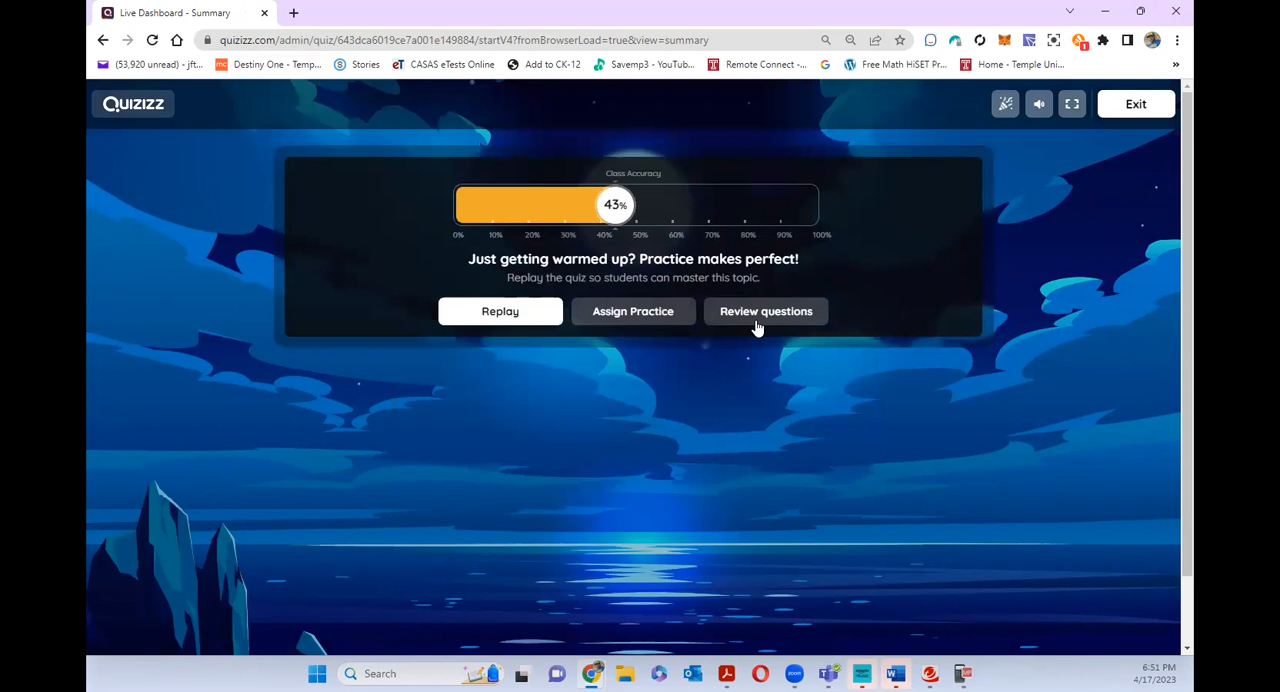 Live Dashboard - Summary
quizizz.com/admin/quiz/643dca6019ce7a001e149884/startV4?fromBrowserLoad=true&view=summary
1
(53,920 unread) - jft... Destiny One - Temp... Stories eT CASAS eTests Online Add to CK-12 Savemp3 - YouTub... Remote Connect -... Free Math HiSET Pr... Home - Temple Uni... »
Quizizz
Exit
Class Accuracy
43%
0% 10% 20% 30% 40% 50% 60% 70% 80% 90% 100%
Just getting warmed up? Practice makes perfect!
Replay the quiz so students can master this topic.
Replay Assign Practice Review questions
Search
zoom
6:51 PM
4/17/2023